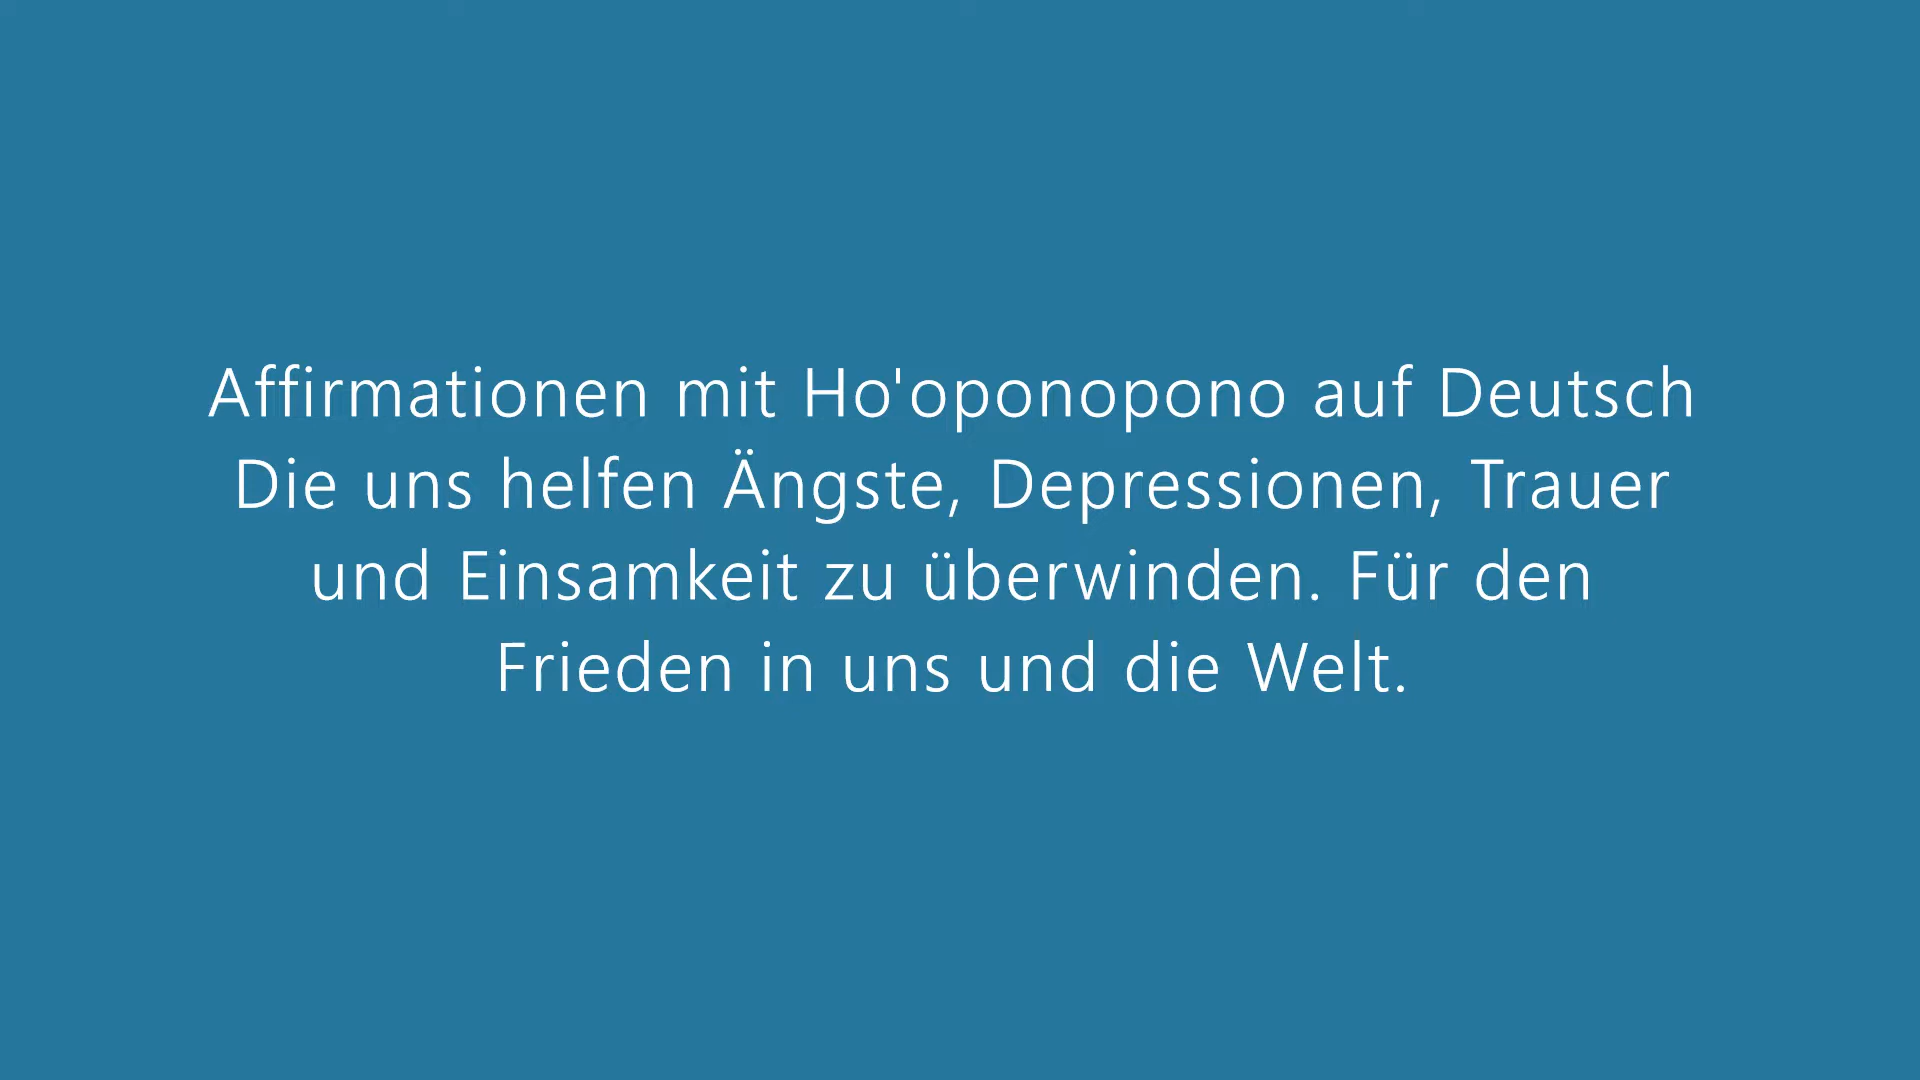 Affirmationen mit Ho'oponopono auf Deutsch
Die uns helfen Ängste, Depressionen, Trauer
und Einsamkeit zu überwinden. Für den
Frieden in uns und die Welt.